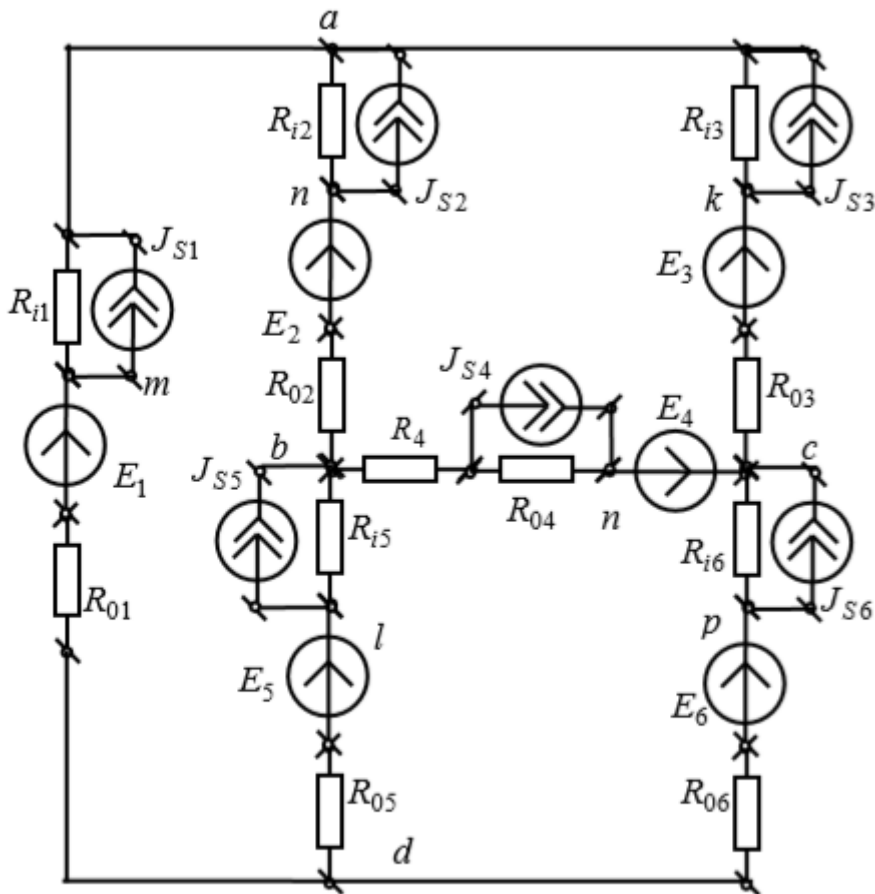 a
R_{i2}
J_{S2}
R_{i3}
J_{S3}
n
k
J_{S1}
R_{i1}
m
E_2
E_3
E_1
R_{02}
J_{S4}
R_{03}
b
R_4
E_4
c
J_{S5}
R_{i5}
R_{04}
n
R_{i6}
J_{S6}
R_{01}
l
p
E_5
E_6
R_{05}
R_{06}
d